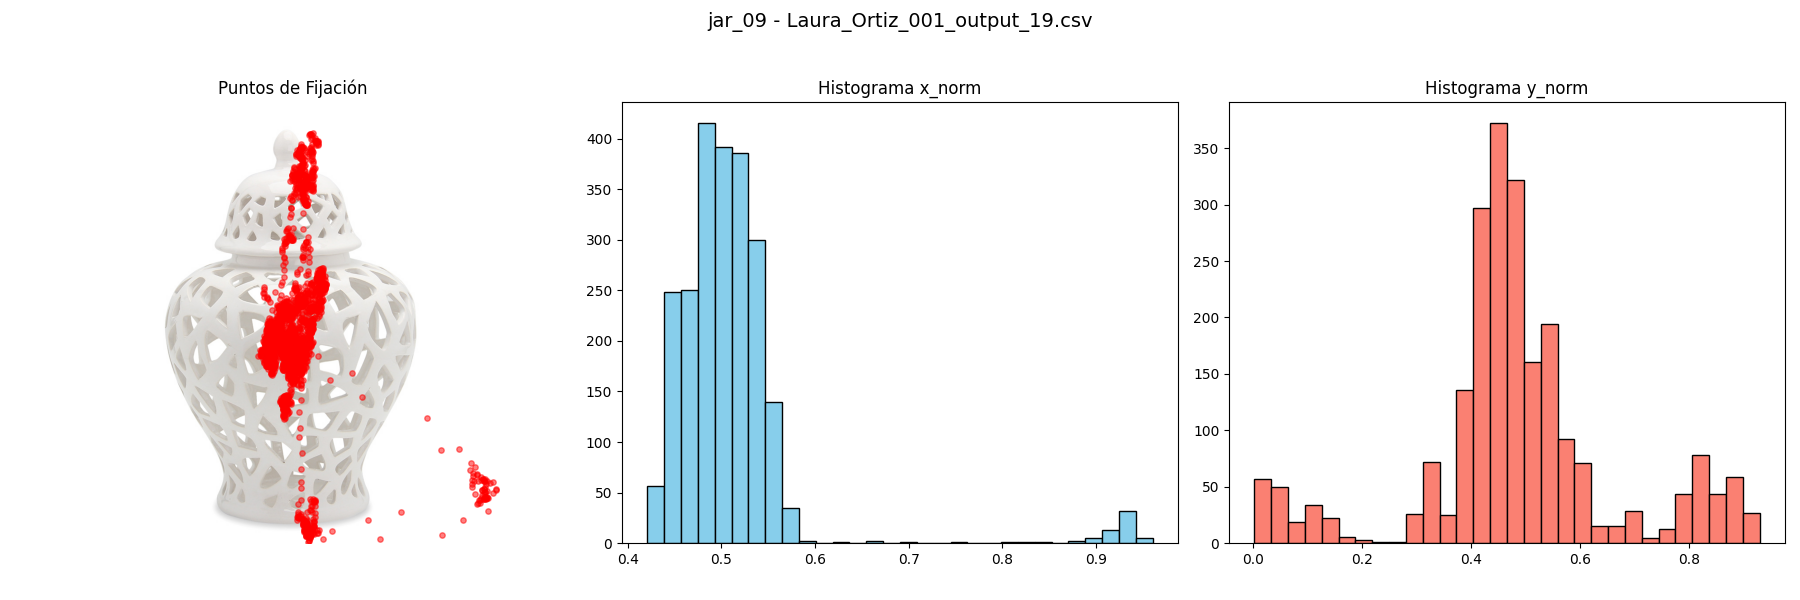 jar_09 - Laura_Ortiz_001_output_19.csv
Puntos de Fijación
Histograma x_norm
400
350
300
250
200
150
100
50
0
0.4 0.5 0.6 0.7 0.8 0.9
Histograma y_norm
350
300
250
200
150
100
50
0
0.0 0.2 0.4 0.6 0.8